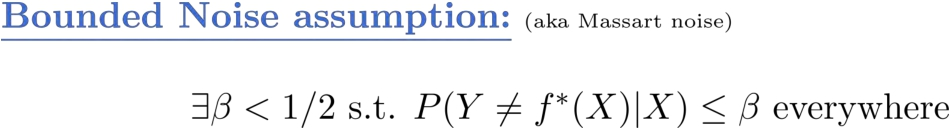 Bounded Noise assumption: (aka Massart noise)
∃β < 1/2 s.t. P(Y ≠ f*(X)|X) ≤ β everywhere